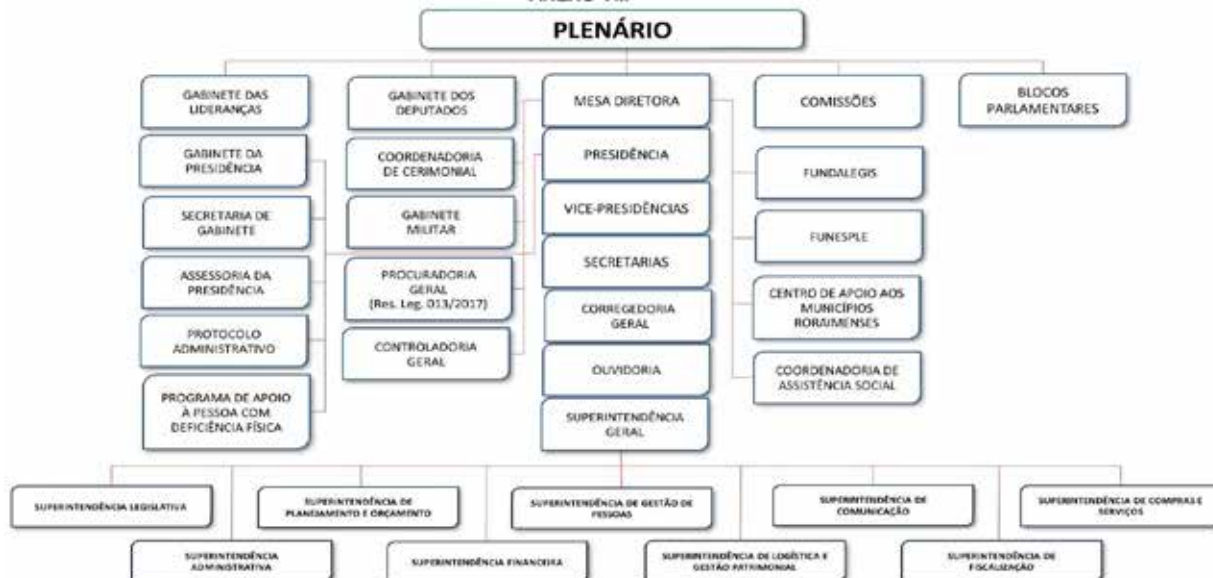 PLENÁRIO
GABINETE DAS
LIDERANÇAS
GABINETE DOS
DEPUTADOS
MESA DIRETORA
COMISSÕES
BLOCOS
PARLAMENTARES
GABINETE DA
PRESIDÊNCIA
COORDENADORIA
DE CERIMONIAL
PRESIDÊNCIA
FUNDALEGIS
SECRETARIA DE
GABINETE
GABINETE
MILITAR
VICE-PRESIDÊNCIAS
FUNESPLE
ASSESSORIA DA
PRESIDÊNCIA
PROCURADORIA
GERAL
(Res. Leg. 013/2017)
SECRETARIAS
CENTRO DE APOIO AOS
MUNICÍPIOS
RORAIMENSES
PROTOCOLO
ADMINISTRATIVO
CONTROLADORIA
GERAL
CORREGEDORIA
GERAL
COORDENADORIA DE
ASSISTÊNCIA SOCIAL
PROGRAMA DE APOIO
À PESSOA COM
DEFICIÊNCIA FÍSICA
OUVIDORIA
SUPERINTENDÊNCIA
GERAL
SUPERINTENDÊNCIA LEGISLATIVA
SUPERINTENDÊNCIA DE
PLANEJAMENTO E ORÇAMENTO
SUPERINTENDÊNCIA DE GESTÃO DE
PESSOAS
SUPERINTENDÊNCIA DE
COMUNICAÇÃO
SUPERINTENDÊNCIA DE COMPRAS E
SERVIÇOS
SUPERINTENDÊNCIA
ADMINISTRATIVA
SUPERINTENDÊNCIA FINANCEIRA
SUPERINTENDÊNCIA DE LOGÍSTICA E
GESTÃO PATRIMONIAL
SUPERINTENDÊNCIA DE
FISCALIZAÇÃO